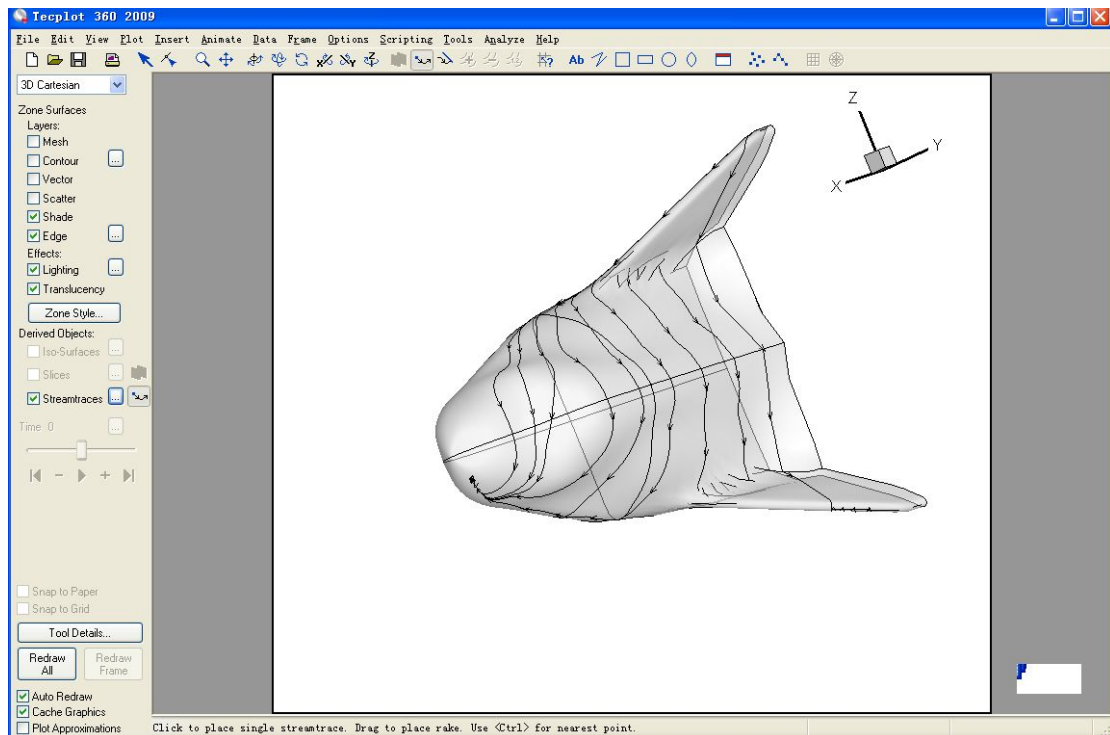 Tecplot 360 2009
File Edit View Plot Insert Animate Data Frame Options Scripting Tools Analyze Help
Ab
3D Cartesian
Zone Surfaces
Layers:
Mesh
Contour
Vector
Scatter
Shade
Edge
Effects:
Lighting
Translucency
Zone Style...
Derived Objects:
Iso-Surfaces
Slices
Streamtraces
Time 0
Snap to Paper
Snap to Grid
Tool Details...
Redraw All
Redraw Frame
Auto Redraw
Cache Graphics
Plot Approximations
Z
Y
X
Click to place single streamtrace. Drag to place rake. Use <Ctrl> for nearest point.